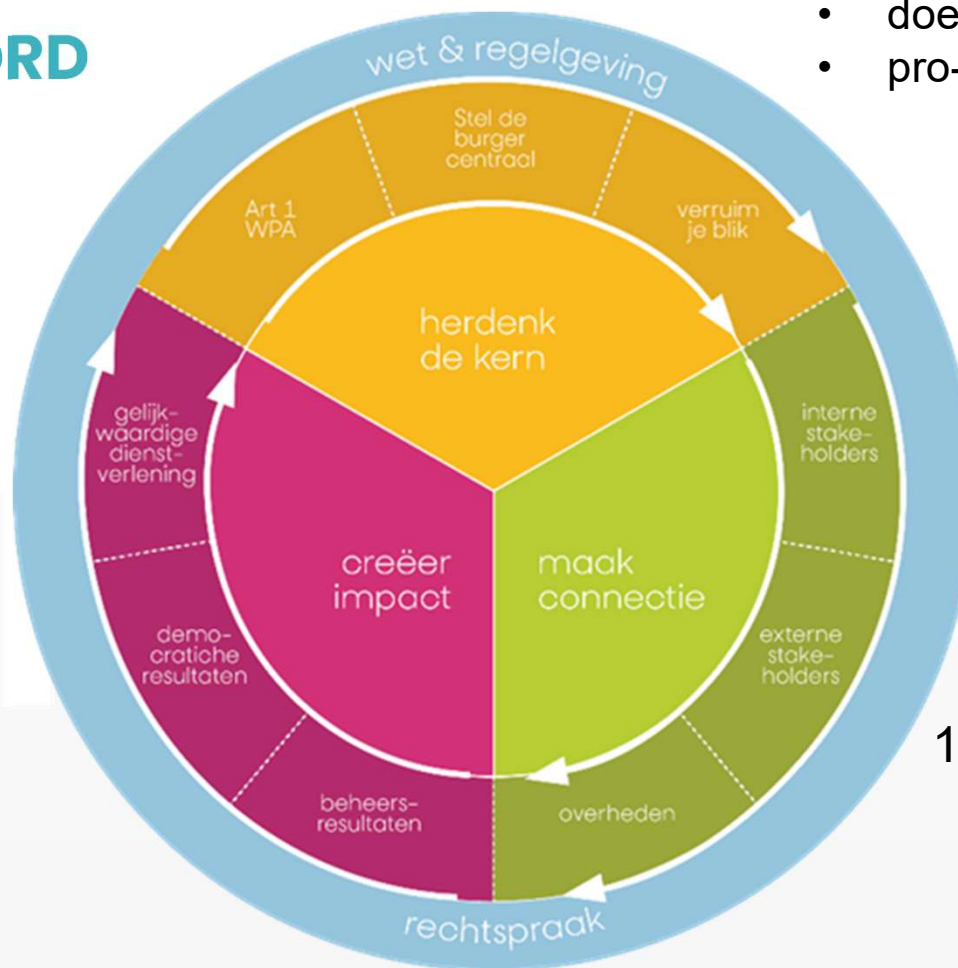 ORD
• doe
• pro-
wet & regelgeving
Stel de
burger
centraal
Art 1
WPA
verruim
je blik
herdenk
de kern
gelijk-
waardige
dienst-
verlening
interne
stake-
holders
creëer
impact
maak
connectie
demo-
cratiche
resultaten
externe
stake-
holders
1
beheers-
resultaten
overheden
rechtspraak